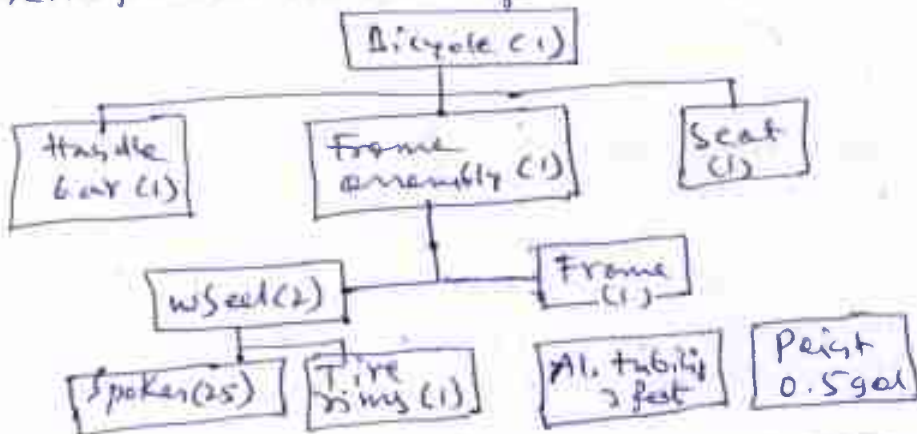 Bicycle (1)
Handle
bar (1)
Frame
assembly (1)
Seat
(1)
Wheel (2)
Frame
(1)
Spokes (25)
Tire
rims (1)
Al. tubing
feet
Paint
0.5 gal